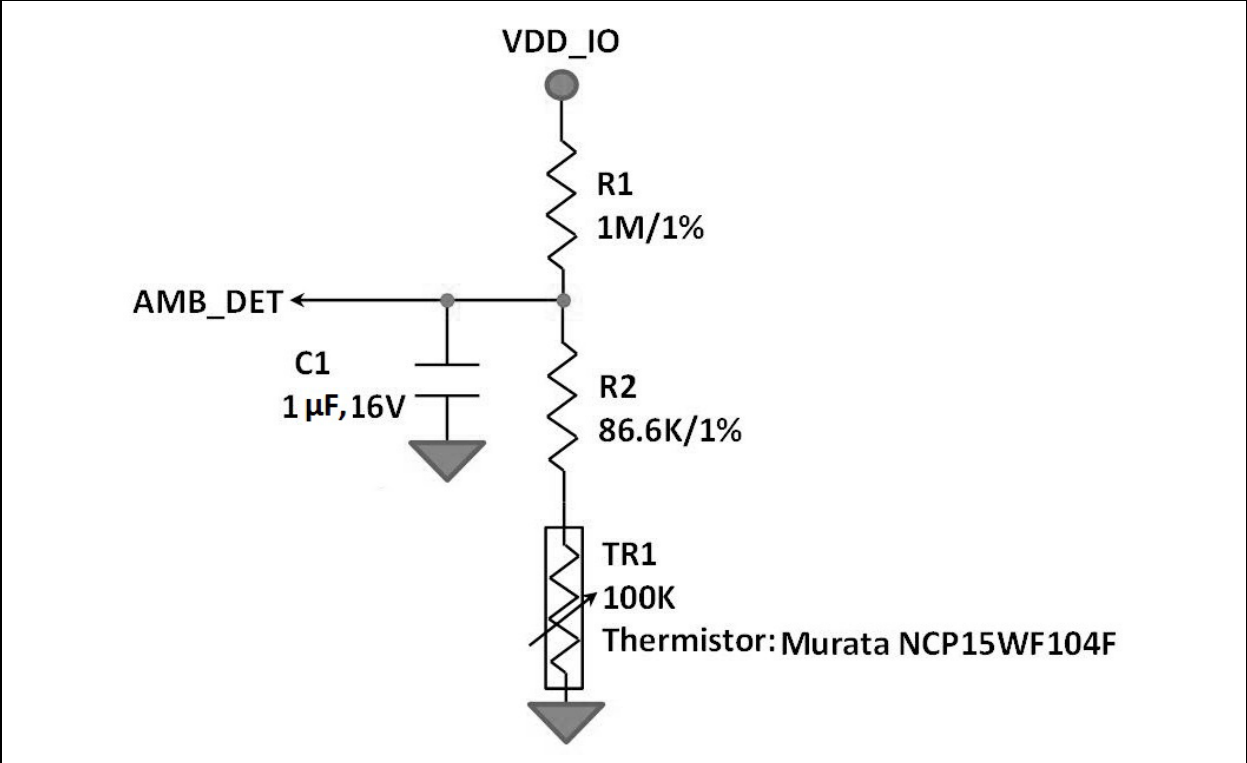 VDD_IO
R1
1M/1%
AMB_DET
C1
1 µF,16V
R2
86.6K/1%
TR1
100K
Thermistor: Murata NCP15WF104F